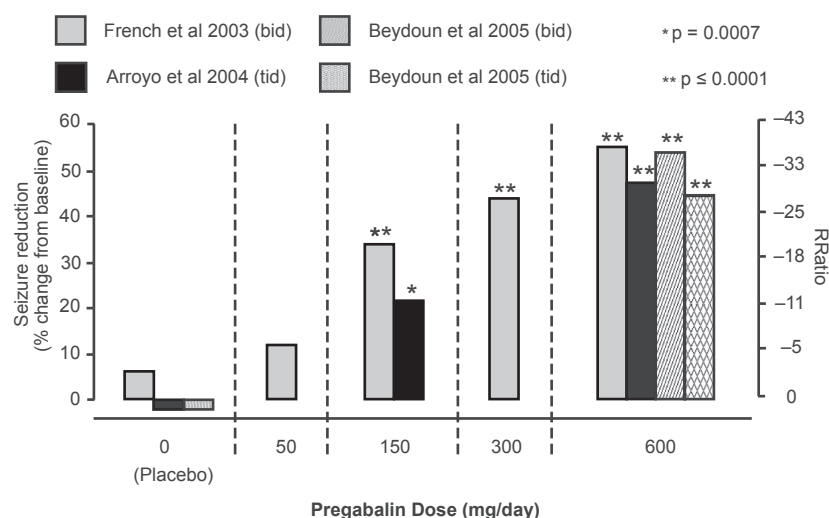 French et al 2003 (bid)
Beydoun et al 2005 (bid)
*p = 0.0007
Arroyo et al 2004 (tid)
Beydoun et al 2005 (tid)
**p ≤ 0.0001
Seizure reduction
(% change from baseline)
60
50
40
30
20
10
0
**
*
**
**
**
**
**
–43
–33
–25
–18
–11
–5
0
RRatio
0
(Placebo)
50
150
300
600
Pregabalin Dose (mg/day)